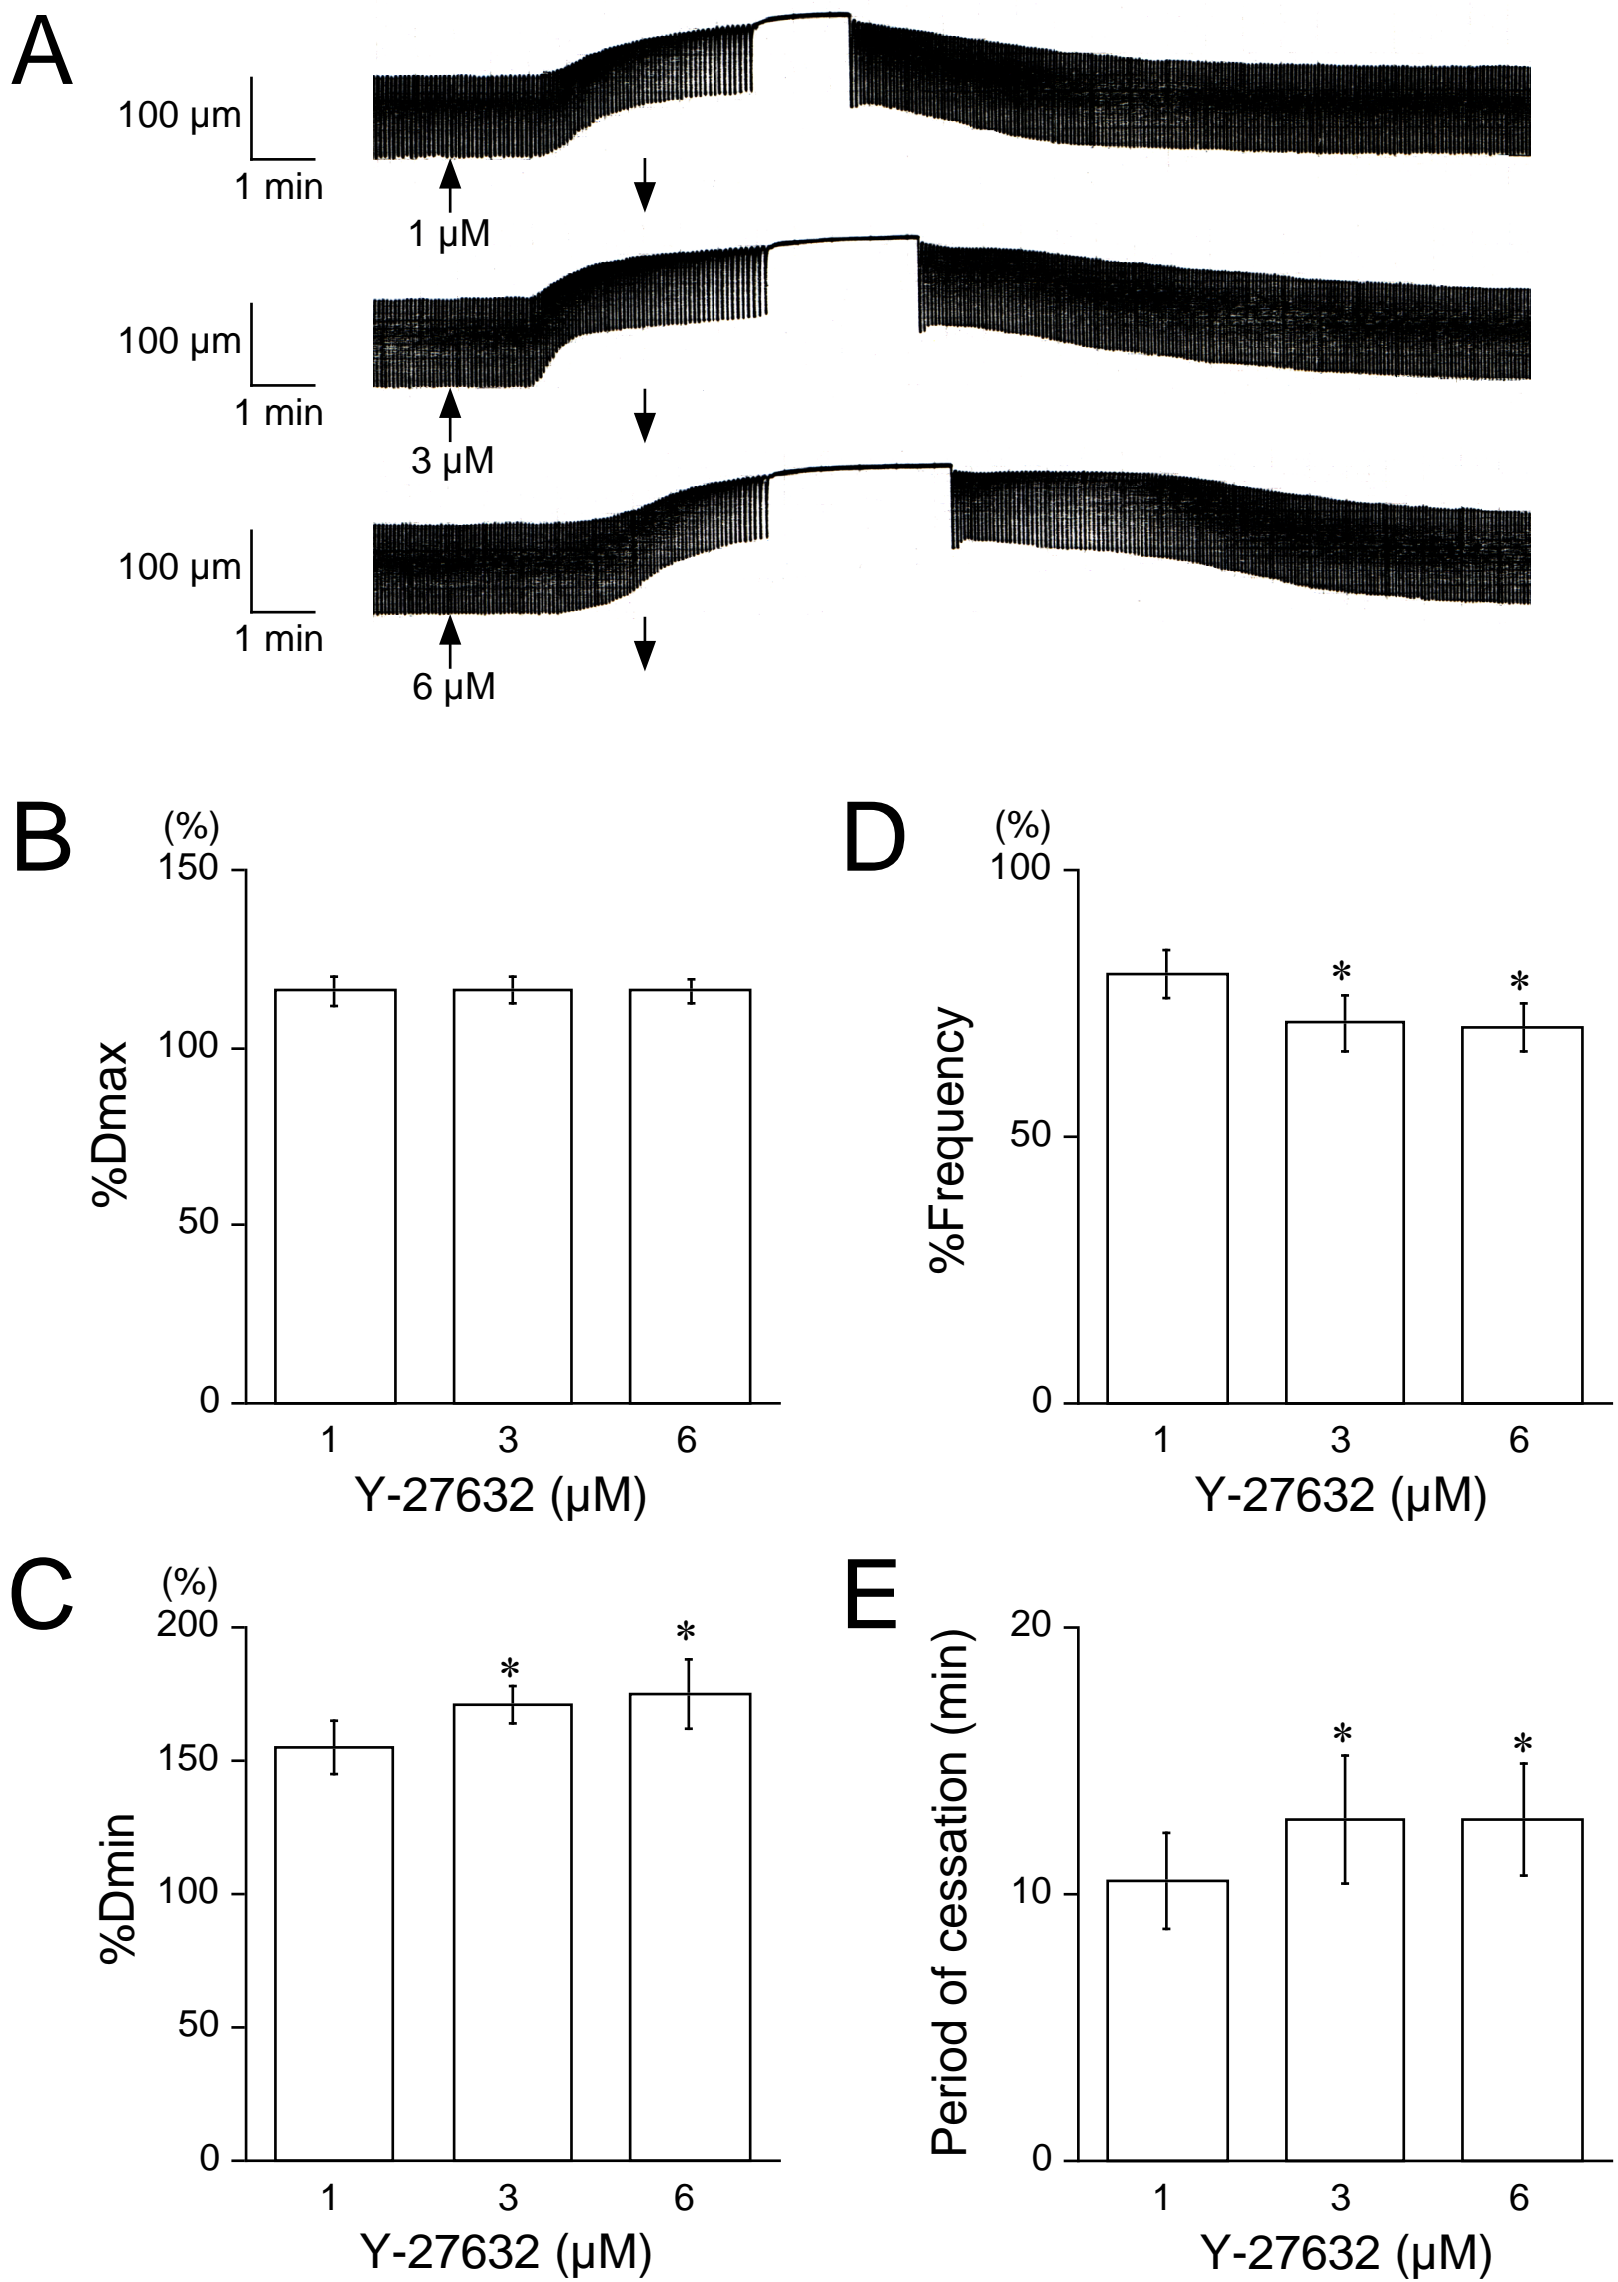 A
100 µm
1 min
1 µM
100 µm
1 min
3 µM
100 µm
1 min
6 µM
B
(%)
150
100
50
0
%Dmax
1 3 6
Y-27632 (µM)
D
(%)
100
50
0
%Frequency
* *
1 3 6
Y-27632 (µM)
C
(%)
200
150
100
50
0
%Dmin
* *
1 3 6
Y-27632 (µM)
E
20
10
0
Period of cessation (min)
* *
1 3 6
Y-27632 (µM)